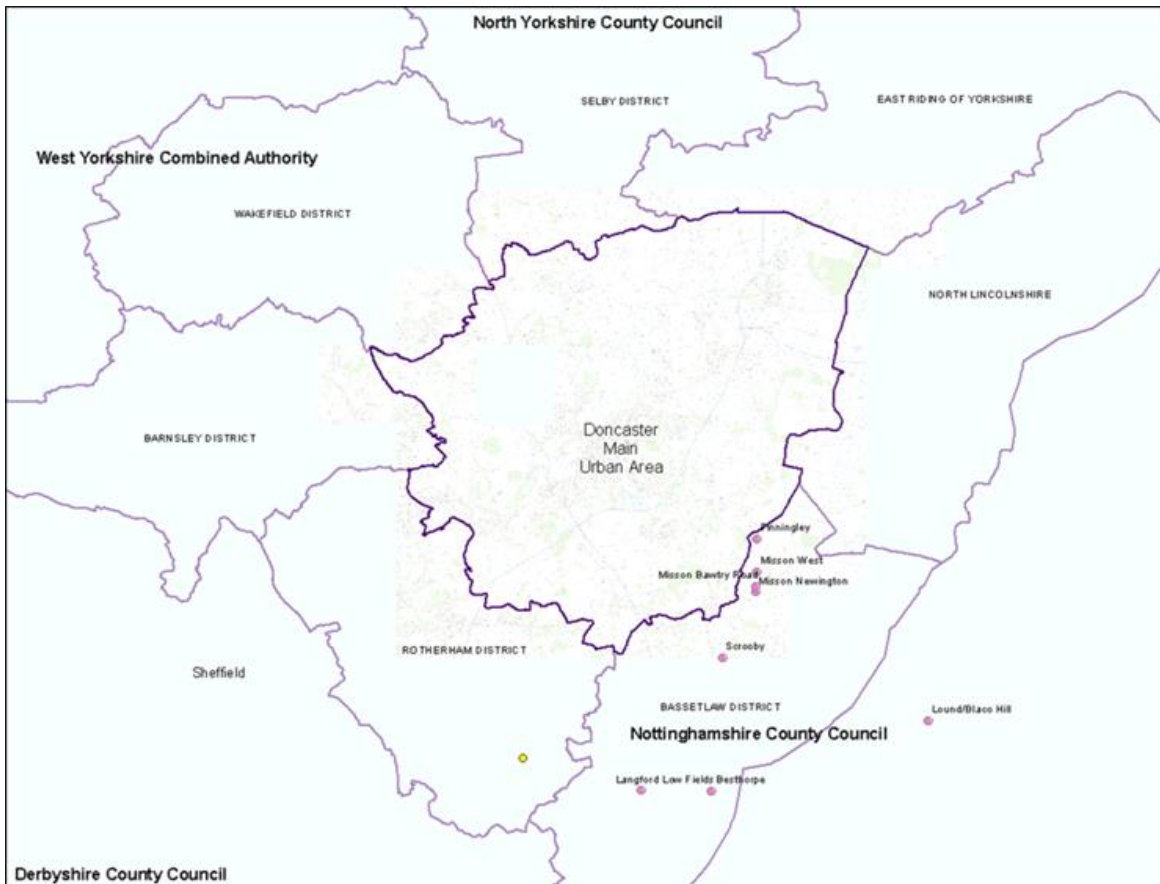 North Yorkshire County Council
SELBY DISTRICT
EAST RIDING OF YORKSHIRE
West Yorkshire Combined Authority
WAKEFIELD DISTRICT
NORTH LINCOLNSHIRE
BARNSLEY DISTRICT
Doncaster
Main
Urban Area
Finningley
Misson West
Misson Bawtry Road
Misson Newington
Scrooby
ROTHERHAM DISTRICT
Sheffield
BASSETLAW DISTRICT
Lound/Blaco Hill
Nottinghamshire County Council
Langford Low Fields Besthorpe
Derbyshire County Council